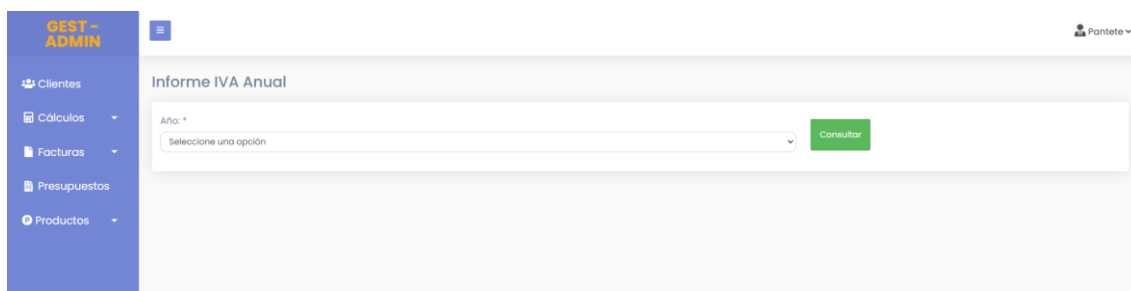 GEST -
ADMIN
Pantete
Clientes
Cálculos
Facturas
Presupuestos
Productos
Informe IVA Anual
Año: *
Seleccione una opción
Consultar